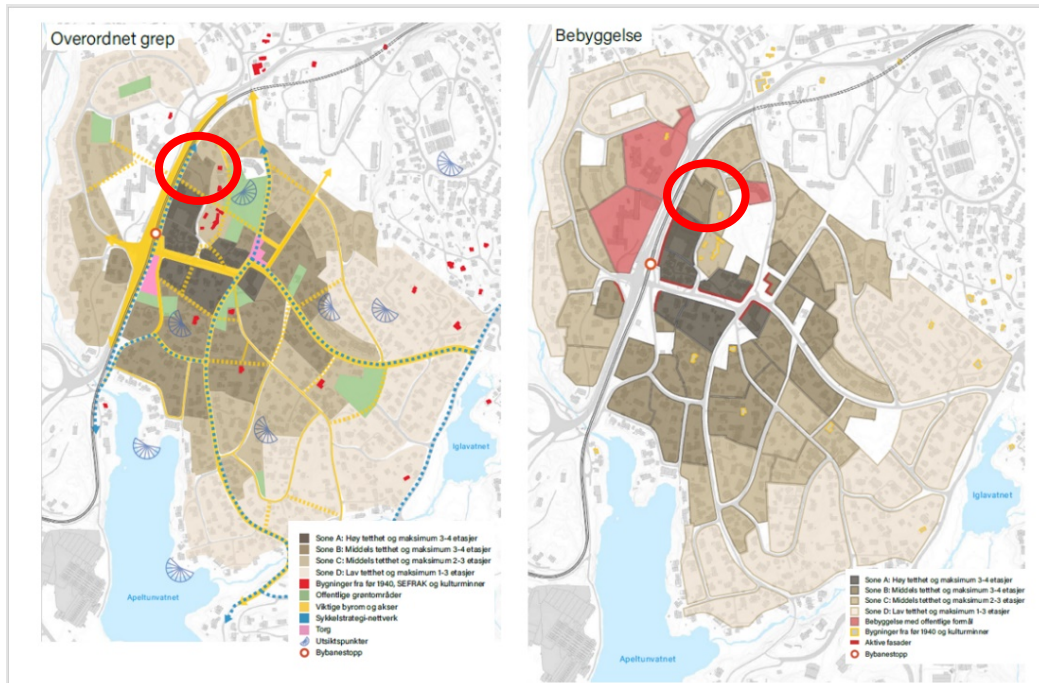 Overordnet grep
Iglavatnet
Apeltunvatnet
Sone A: Høy tetthet og maksimum 3-4 etasjer
Sone B: Middels tetthet og maksimum 3-4 etasjer
Sone C: Middels tetthet og maksimum 2-3 etasjer
Sone D: Lav tetthet og maksimum 1-3 etasjer
Bygninger fra før 1940, SEFRAK og kulturminner
Offentlige grøntområder
Viktige byrom og akser
Sykkelstrategi-nettverk
Torg
Utsiktspunkter
Bybanestopp
Bebyggelse
Iglavatnet
Apeltunvatnet
Sone A: Høy tetthet og maksimum 3-4 etasjer
Sone B: Middels tetthet og maksimum 3-4 etasjer
Sone C: Middels tetthet og maksimum 2-3 etasjer
Sone D: Lav tetthet og maksimum 1-3 etasjer
Bebyggelse med offentlige formål
Bygninger fra før 1940 og kulturminner
Aktive fasader
Bybanestopp